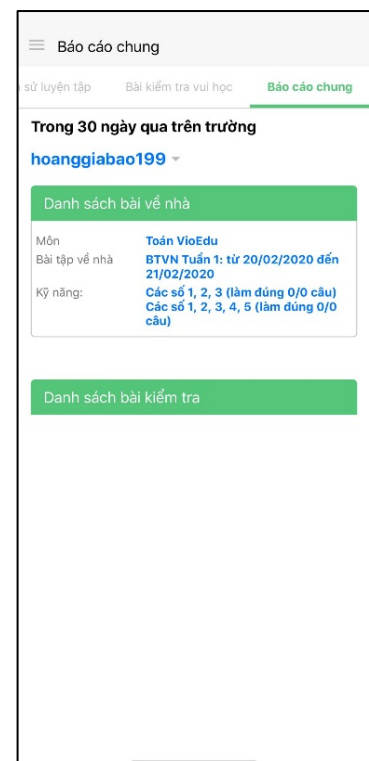 Báo cáo chung
sử luyện tập Bài kiểm tra vui học Báo cáo chung
Trong 30 ngày qua trên trường
hoanggiabao199
Danh sách bài về nhà
Môn Toán VioEdu
Bài tập về nhà BTVN Tuần 1: từ 20/02/2020 đến
21/02/2020
Kỹ năng: Các số 1, 2, 3 (làm đúng 0/0 câu)
Các số 1, 2, 3, 4, 5 (làm đúng 0/0
câu)
Danh sách bài kiểm tra